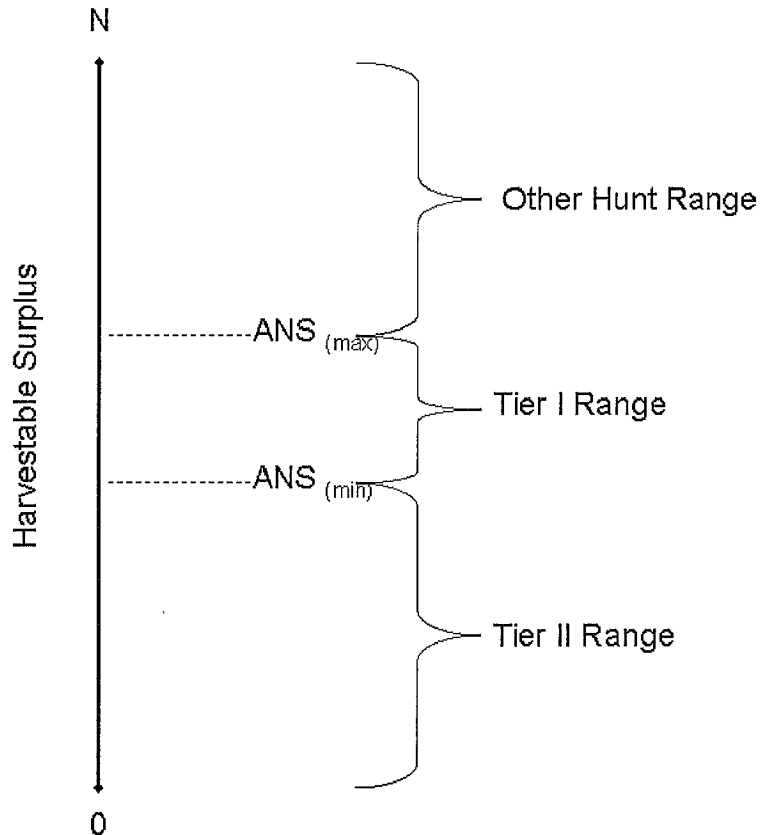 N
Other Hunt Range
Harvestable Surplus
ANS (max)
Tier I Range
ANS (min)
Tier II Range
0